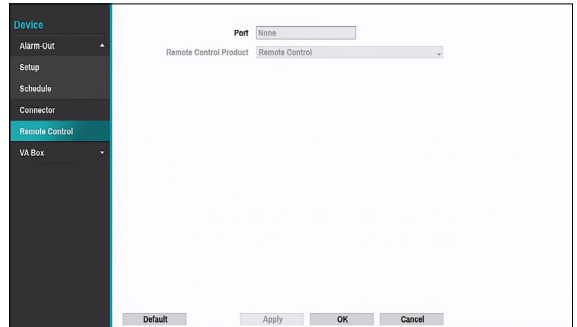 Device
Alarm-Out
Setup
Schedule
Connector
Remote Control
VA Box
Port None
Remote Control Product Remote Control
Default Apply OK Cancel